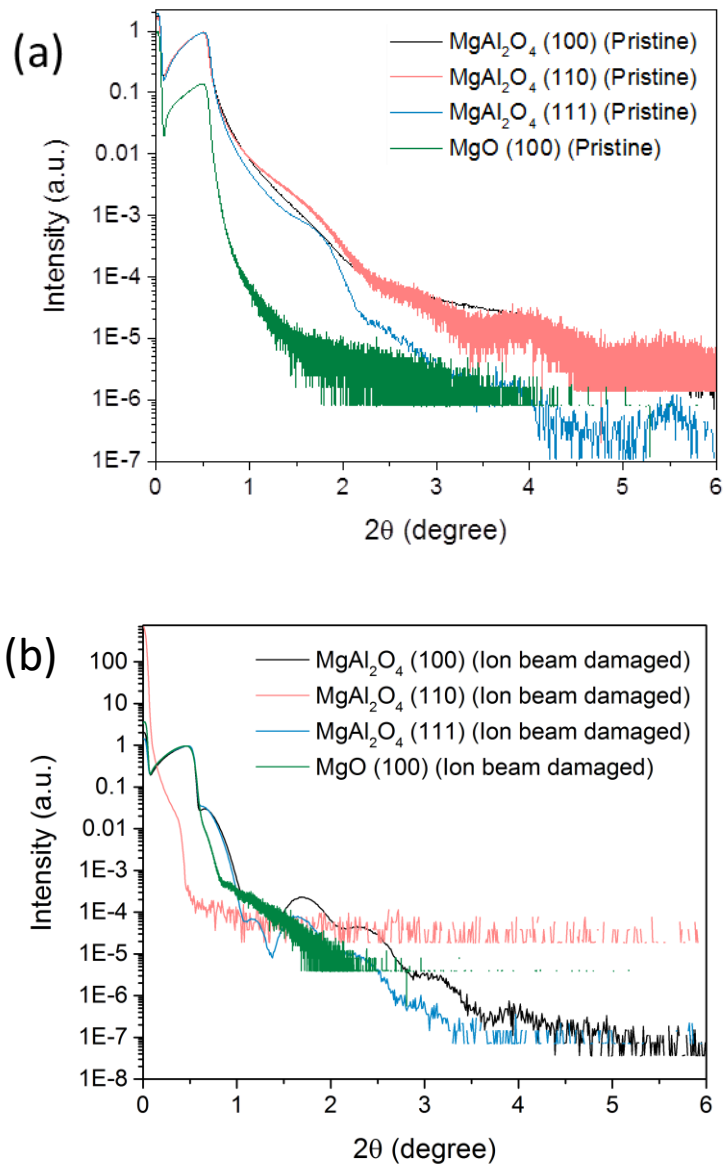 (a)
MgAl₂O₄ (100) (Pristine)
MgAl₂O₄ (110) (Pristine)
MgAl₂O₄ (111) (Pristine)
MgO (100) (Pristine)
Intensity (a.u.)
1
0.1
0.01
1E-3
1E-4
1E-5
1E-6
1E-7
0 1 2 3 4 5 6
2θ (degree)
(b)
MgAl₂O₄ (100) (Ion beam damaged)
MgAl₂O₄ (110) (Ion beam damaged)
MgAl₂O₄ (111) (Ion beam damaged)
MgO (100) (Ion beam damaged)
Intensity (a.u.)
100
10
1
0.1
0.01
1E-3
1E-4
1E-5
1E-6
1E-7
1E-8
0 1 2 3 4 5 6
2θ (degree)